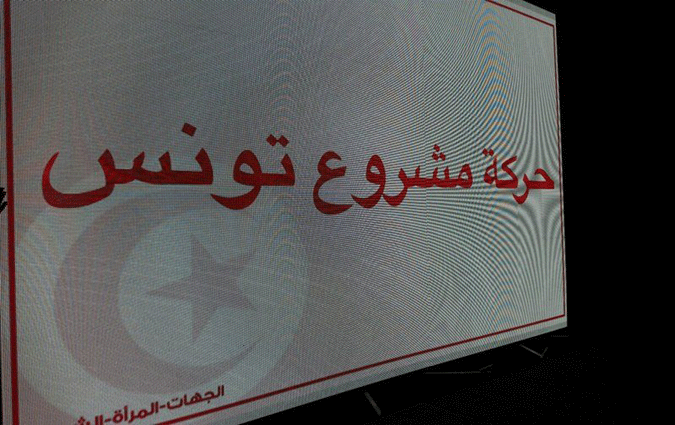 حركة مشروع تونس
الجهات-المرأة-